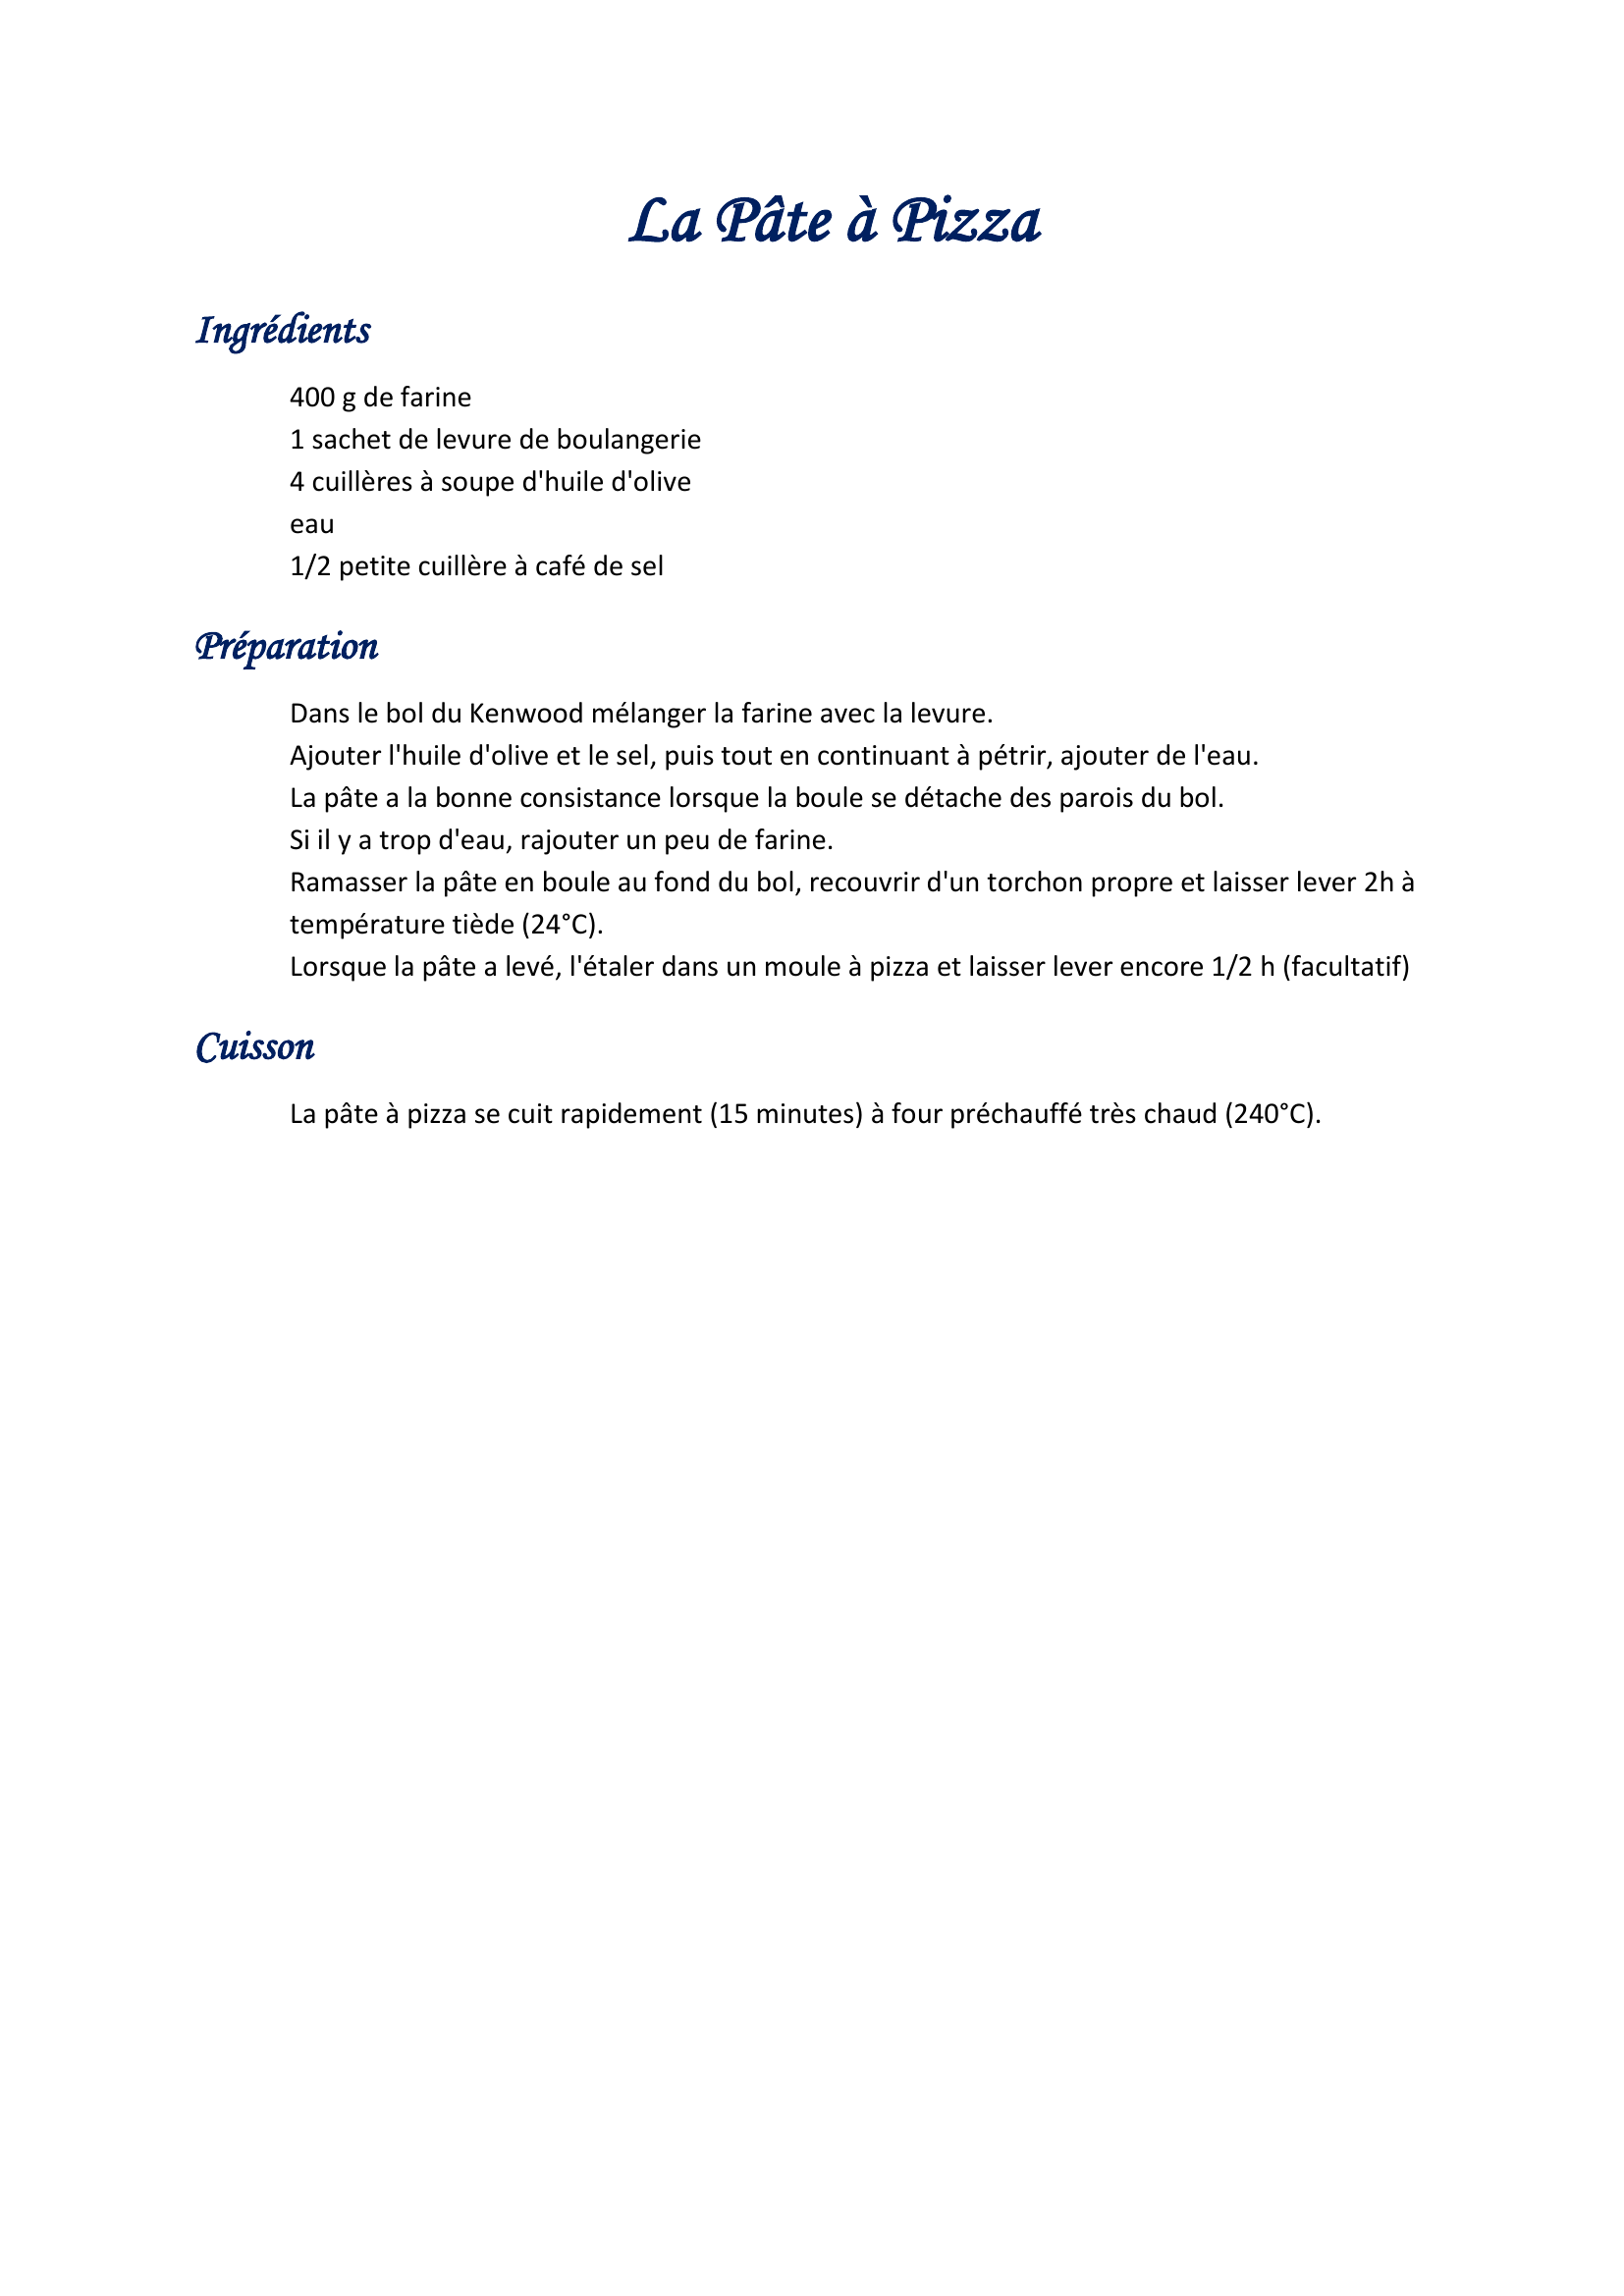 La Pâte à Pizza
Ingrédients
400 g de farine
1 sachet de levure de boulangerie
4 cuillères à soupe d'huile d'olive
eau
1/2 petite cuillère à café de sel
Préparation
Dans le bol du Kenwood mélanger la farine avec la levure.
Ajouter l'huile d'olive et le sel, puis tout en continuant à pétrir, ajouter de l'eau.
La pâte a la bonne consistance lorsque la boule se détache des parois du bol.
Si il y a trop d'eau, rajouter un peu de farine.
Ramasser la pâte en boule au fond du bol, recouvrir d'un torchon propre et laisser lever 2h à
température tiède (24°C).
Lorsque la pâte a levé, l'étaler dans un moule à pizza et laisser lever encore 1/2 h (facultatif)
Cuisson
La pâte à pizza se cuit rapidement (15 minutes) à four préchauffé très chaud (240°C).